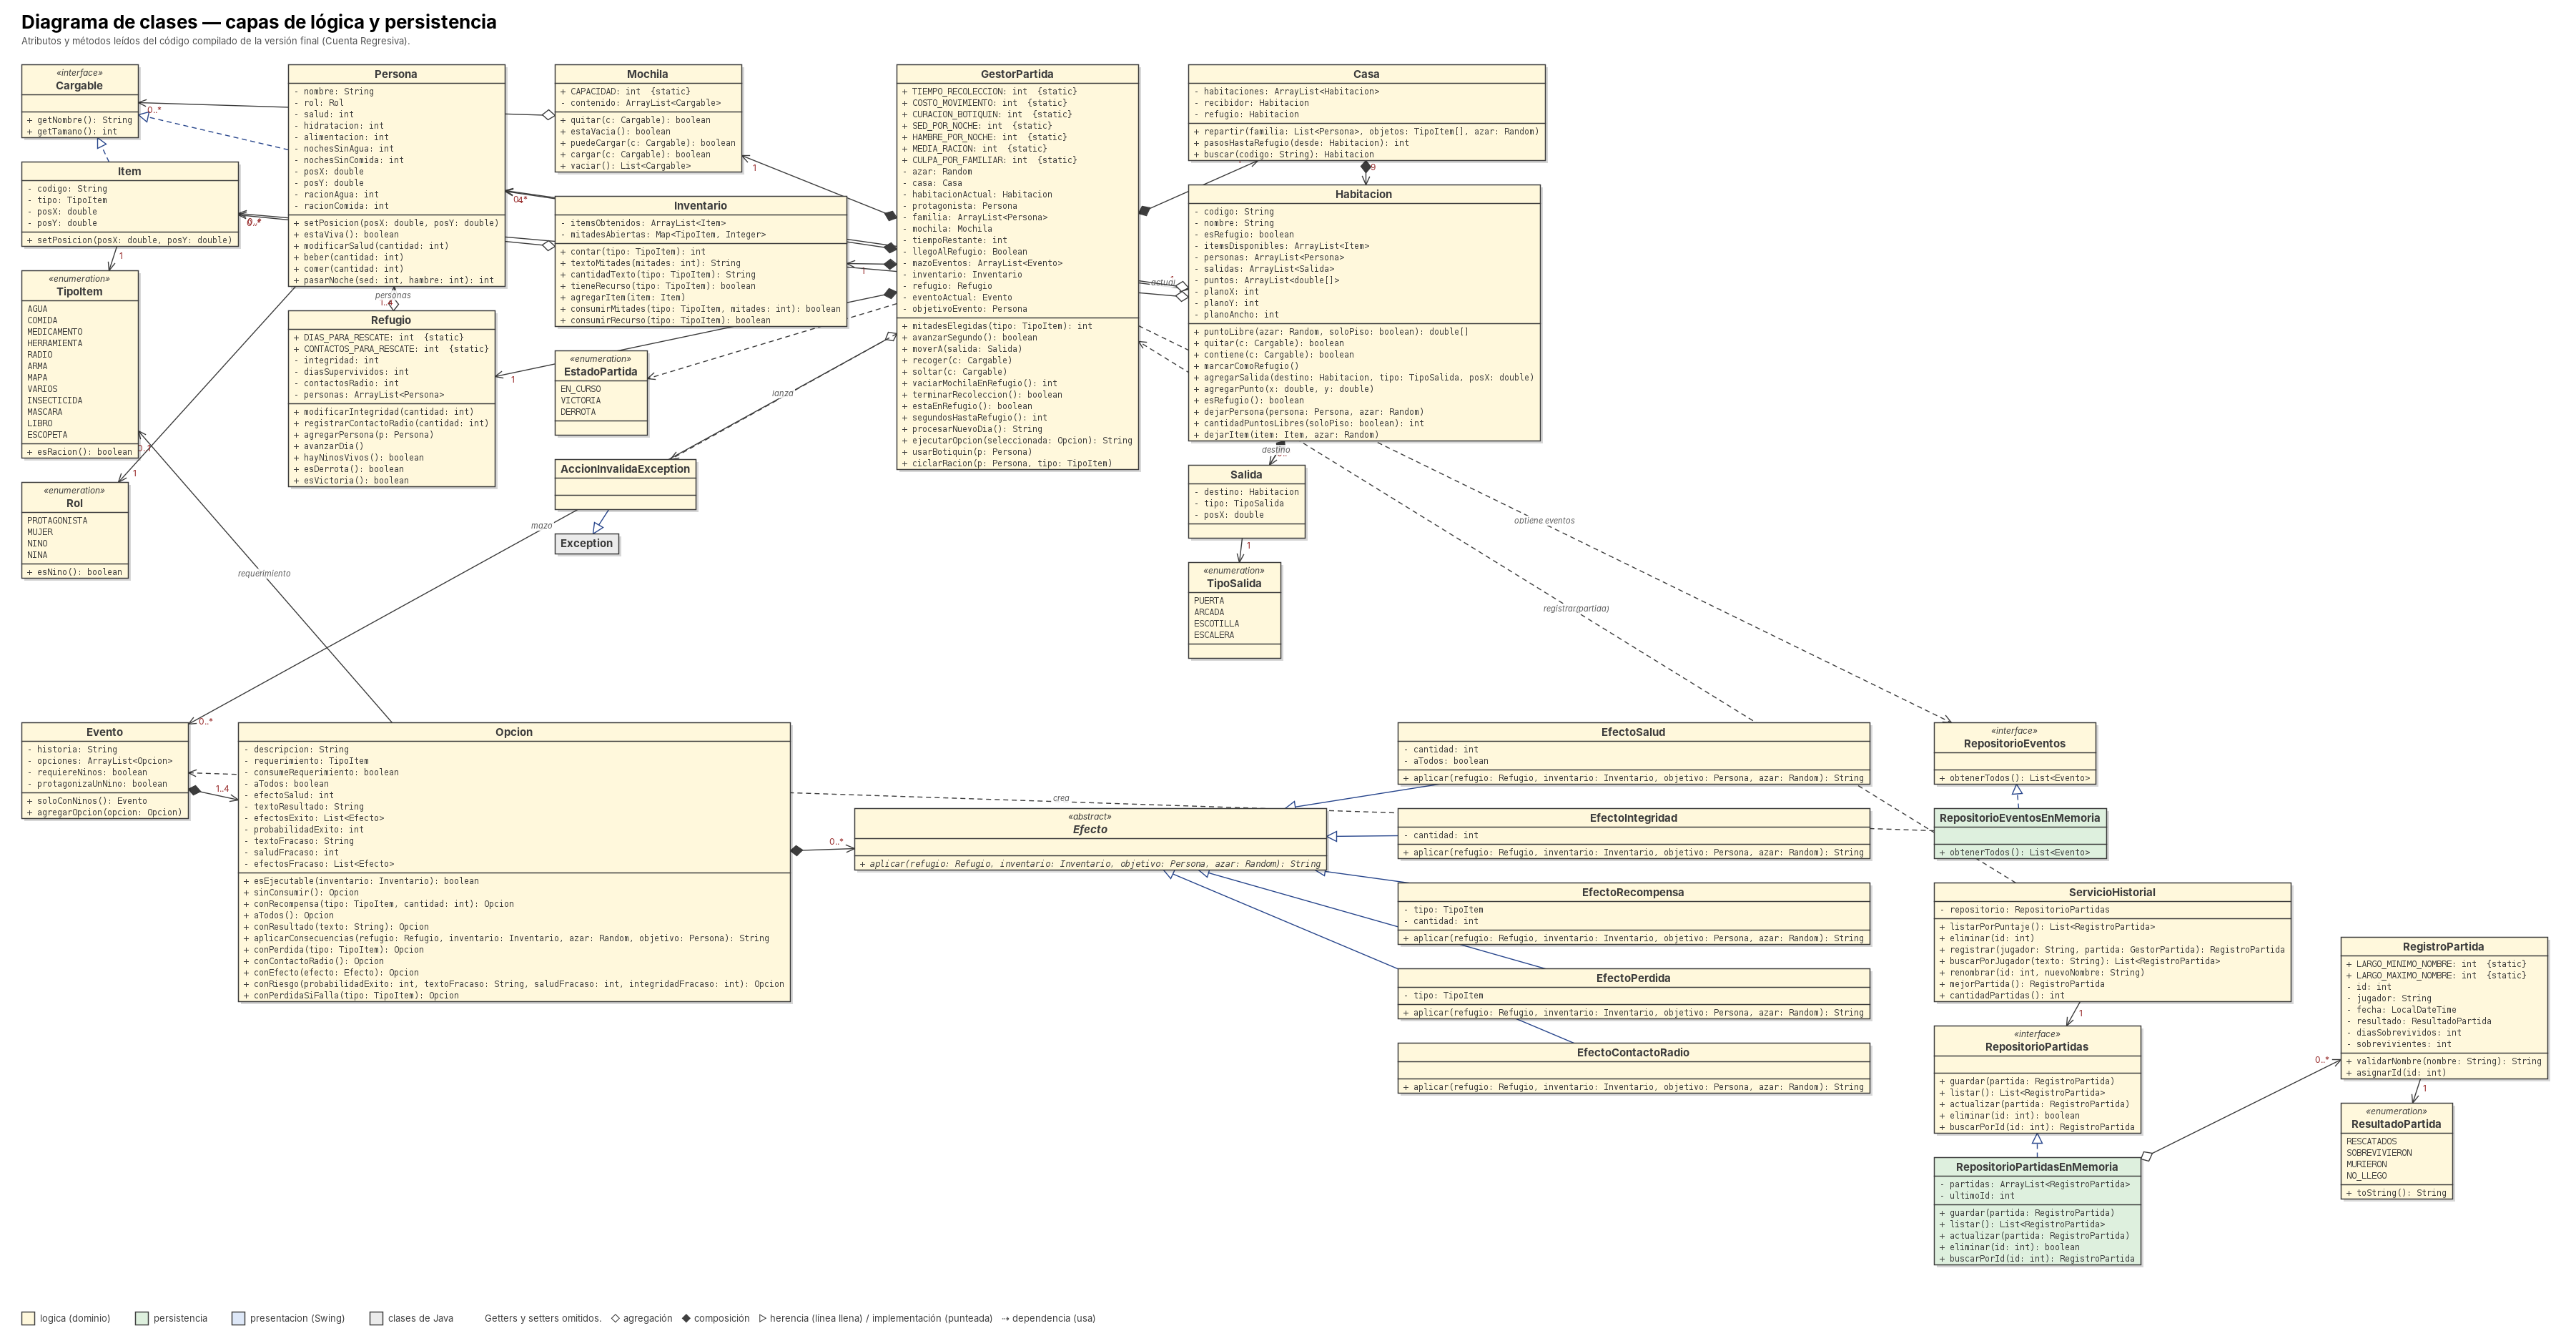 Diagrama de clases — capas de lógica y persistencia
Atributos y métodos leídos del código compilado de la versión final (Cuenta Regresiva).
«interface»
Cargable
+ getNombre(): String
+ getTamano(): int
Item
- codigo: String
- tipo: TipoItem
- posX: double
- posY: double
+ setPosicion(posX: double, posY: double)
1
«enumeration»
TipoItem
AGUA
COMIDA
MEDICAMENTO
HERRAMIENTA
RADIO
ARMA
MAPA
VARIOS
INSECTICIDA
MASCARA
LIBRO
ESCOPETA
+ esRacion(): boolean
1
«enumeration»
Rol
PROTAGONISTA
MUJER
NINO
NINA
+ esNino(): boolean
0..*
Persona
- nombre: String
- rol: Rol
- salud: int
- hidratacion: int
- alimentacion: int
- nochesSinAgua: int
- nochesSinComida: int
- posX: double
- posY: double
- racionAgua: int
- racionComida: int
+ setPosicion(posX: double, posY: double)
+ estaViva(): boolean
+ modificarSalud(cantidad: int)
+ beber(cantidad: int)
+ comer(cantidad: int)
+ pasarNoche(sed: int, hambre: int): int
personas
Refugio
+ DIAS_PARA_RESCATE: int  {static}
+ CONTACTOS_PARA_RESCATE: int  {static}
- integridad: int
- diasSupervividos: int
- contactosRadio: int
- personas: ArrayList<Persona>
+ modificarIntegridad(cantidad: int)
+ registrarContactoRadio(cantidad: int)
+ agregarPersona(p: Persona)
+ avanzarDia()
+ hayNinosVivos(): boolean
+ esDerrota(): boolean
+ esVictoria(): boolean
Mochila
+ CAPACIDAD: int  {static}
- contenido: ArrayList<Cargable>
+ quitar(c: Cargable): boolean
+ estaVacia(): boolean
+ puedeCargar(c: Cargable): boolean
+ cargar(c: Cargable): boolean
+ vaciar(): List<Cargable>
1
Inventario
- itemsObtenidos: ArrayList<Item>
- mitadesAbiertas: Map<TipoItem, Integer>
+ contar(tipo: TipoItem): int
+ textoMitades(mitades: int): String
+ cantidadTexto(tipo: TipoItem): String
+ tieneRecurso(tipo: TipoItem): boolean
+ agregarItem(item: Item)
+ consumirMitades(tipo: TipoItem, mitades: int): boolean
+ consumirRecurso(tipo: TipoItem): boolean
1
1
«enumeration»
EstadoPartida
EN_CURSO
VICTORIA
DERROTA
lanza
AccionInvalidaException
Exception
mazo
requerimiento
GestorPartida
+ TIEMPO_RECOLECCION: int  {static}
+ COSTO_MOVIMIENTO: int  {static}
+ CURACION_BOTIQUIN: int  {static}
+ SED_POR_NOCHE: int  {static}
+ HAMBRE_POR_NOCHE: int  {static}
+ MEDIA_RACION: int  {static}
+ CULPA_POR_FAMILIAR: int  {static}
- azar: Random
- casa: Casa
- habitacionActual: Habitacion
- protagonista: Persona
- familia: ArrayList<Persona>
- mochila: Mochila
- tiempoRestante: int
- llegoAlRefugio: Boolean
- mazoEventos: ArrayList<Evento>
- inventario: Inventario
- refugio: Refugio
- eventoActual: Evento
- objetivoEvento: Persona
+ mitadesElegidas(tipo: TipoItem): int
+ avanzarSegundo(): boolean
+ moverA(salida: Salida)
+ recoger(c: Cargable)
+ soltar(c: Cargable)
+ vaciarMochilaEnRefugio(): int
+ terminarRecoleccion(): boolean
+ estaEnRefugio(): boolean
+ segundosHastaRefugio(): int
+ procesarNuevoDia(): String
+ ejecutarOpcion(seleccionada: Opcion): String
+ usarBotiquin(p: Persona)
+ ciclarRacion(p: Persona, tipo: TipoItem)
Casa
- habitaciones: ArrayList<Habitacion>
- recibidor: Habitacion
- refugio: Habitacion
+ repartir(familia: List<Persona>, objetos: TipoItem[], azar: Random)
+ pasosHastaRefugio(desde: Habitacion): int
+ buscar(codigo: String): Habitacion
9
actual
Habitacion
- codigo: String
- nombre: String
- esRefugio: boolean
- itemsDisponibles: ArrayList<Item>
- personas: ArrayList<Persona>
- salidas: ArrayList<Salida>
- puntos: ArrayList<double[]>
- planoX: int
- planoY: int
- planoAncho: int
+ puntoLibre(azar: Random, soloPiso: boolean): double[]
+ quitar(c: Cargable): boolean
+ contiene(c: Cargable): boolean
+ marcarComoRefugio()
+ agregarSalida(destino: Habitacion, tipo: TipoSalida, posX: double)
+ agregarPunto(x: double, y: double)
+ esRefugio(): boolean
+ dejarPersona(persona: Persona, azar: Random)
+ cantidadPuntosLibres(soloPiso: boolean): int
+ dejarItem(item: Item, azar: Random)
destino
Salida
- destino: Habitacion
- tipo: TipoSalida
- posX: double
1
«enumeration»
TipoSalida
PUERTA
ARCADA
ESCOTILLA
ESCALERA
obtiene eventos
registrar(partida)
0..*
Evento
- historia: String
- opciones: ArrayList<Opcion>
- requiereNinos: boolean
- protagonizaUnNino: boolean
+ soloConNinos(): Evento
+ agregarOpcion(opcion: Opcion)
1..4
Opcion
- descripcion: String
- requerimiento: TipoItem
- consumeRequerimiento: boolean
- aTodos: boolean
- efectoSalud: int
- textoResultado: String
- efectosExito: List<Efecto>
- probabilidadExito: int
- textoFracaso: String
- saludFracaso: int
- efectosFracaso: List<Efecto>
+ esEjecutable(inventario: Inventario): boolean
+ sinConsumir(): Opcion
+ conRecompensa(tipo: TipoItem, cantidad: int): Opcion
+ aTodos(): Opcion
+ conResultado(texto: String): Opcion
+ aplicarConsecuencias(refugio: Refugio, inventario: Inventario, azar: Random, objetivo: Persona): String
+ conPerdida(tipo: TipoItem): Opcion
+ conContactoRadio(): Opcion
+ conEfecto(efecto: Efecto): Opcion
+ conRiesgo(probabilidadExito: int, textoFracaso: String, saludFracaso: int, integridadFracaso: int): Opcion
+ conPerdidaSiFalla(tipo: TipoItem): Opcion
0..*
crea
«abstract»
Efecto
+ aplicar(refugio: Refugio, inventario: Inventario, objetivo: Persona, azar: Random): String
EfectoSalud
- cantidad: int
- aTodos: boolean
+ aplicar(refugio: Refugio, inventario: Inventario, objetivo: Persona, azar: Random): String
EfectoIntegridad
- cantidad: int
+ aplicar(refugio: Refugio, inventario: Inventario, objetivo: Persona, azar: Random): String
EfectoRecompensa
- tipo: TipoItem
- cantidad: int
+ aplicar(refugio: Refugio, inventario: Inventario, objetivo: Persona, azar: Random): String
EfectoPerdida
- tipo: TipoItem
+ aplicar(refugio: Refugio, inventario: Inventario, objetivo: Persona, azar: Random): String
EfectoContactoRadio
+ aplicar(refugio: Refugio, inventario: Inventario, objetivo: Persona, azar: Random): String
«interface»
RepositorioEventos
+ obtenerTodos(): List<Evento>
RepositorioEventosEnMemoria
+ obtenerTodos(): List<Evento>
ServicioHistorial
- repositorio: RepositorioPartidas
+ listarPorPuntaje(): List<RegistroPartida>
+ eliminar(id: int)
+ registrar(jugador: String, partida: GestorPartida): RegistroPartida
+ buscarPorJugador(texto: String): List<RegistroPartida>
+ renombrar(id: int, nuevoNombre: String)
+ mejorPartida(): RegistroPartida
+ cantidadPartidas(): int
1
«interface»
RepositorioPartidas
+ guardar(partida: RegistroPartida)
+ listar(): List<RegistroPartida>
+ actualizar(partida: RegistroPartida)
+ eliminar(id: int): boolean
+ buscarPorId(id: int): RegistroPartida
RepositorioPartidasEnMemoria
- partidas: ArrayList<RegistroPartida>
- ultimoId: int
+ guardar(partida: RegistroPartida)
+ listar(): List<RegistroPartida>
+ actualizar(partida: RegistroPartida)
+ eliminar(id: int): boolean
+ buscarPorId(id: int): RegistroPartida
0..*
RegistroPartida
+ LARGO_MINIMO_NOMBRE: int  {static}
+ LARGO_MAXIMO_NOMBRE: int  {static}
- id: int
- jugador: String
- fecha: LocalDateTime
- resultado: ResultadoPartida
- diasSobrevividos: int
- sobrevivientes: int
+ validarNombre(nombre: String): String
+ asignarId(id: int)
1
«enumeration»
ResultadoPartida
RESCATADOS
SOBREVIVIERON
MURIERON
NO_LLEGO
+ toString(): String
logica (dominio)
persistencia
presentacion (Swing)
clases de Java
Getters y setters omitidos.
agregación
composición
herencia (línea llena) / implementación (punteada)
dependencia (usa)